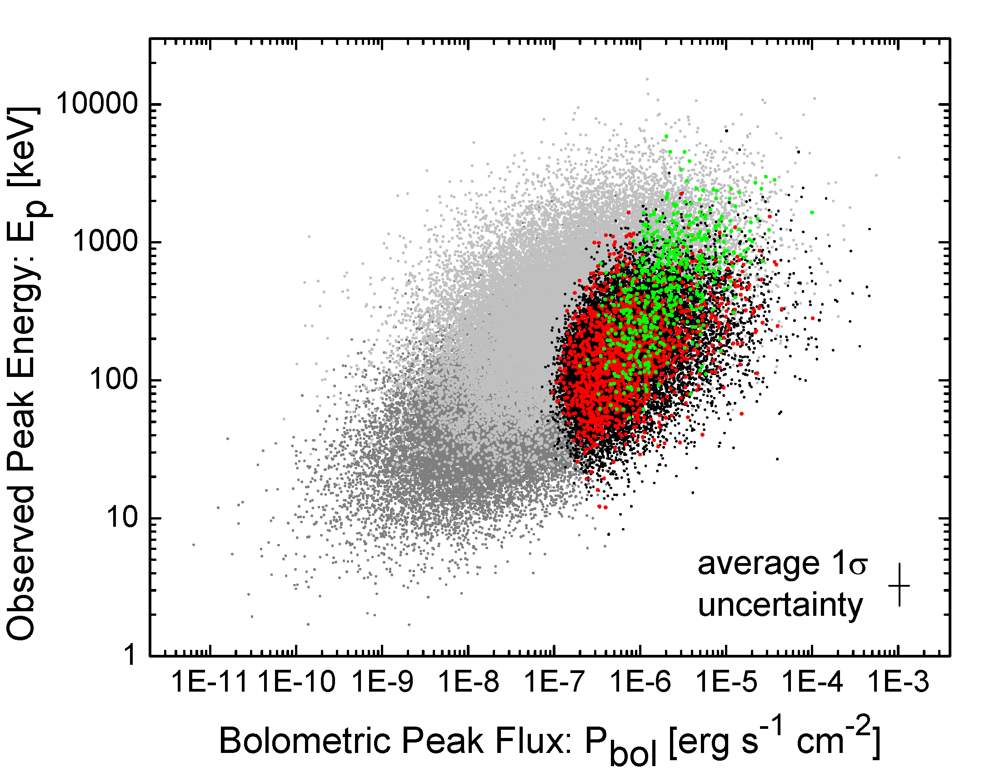 Observed Peak Energy: Ep [keV]
10000
1000
100
10
1
average 1σ
uncertainty
1E-11 1E-10 1E-9 1E-8 1E-7 1E-6 1E-5 1E-4 1E-3
Bolometric Peak Flux: Pbol [erg s-1 cm-2]